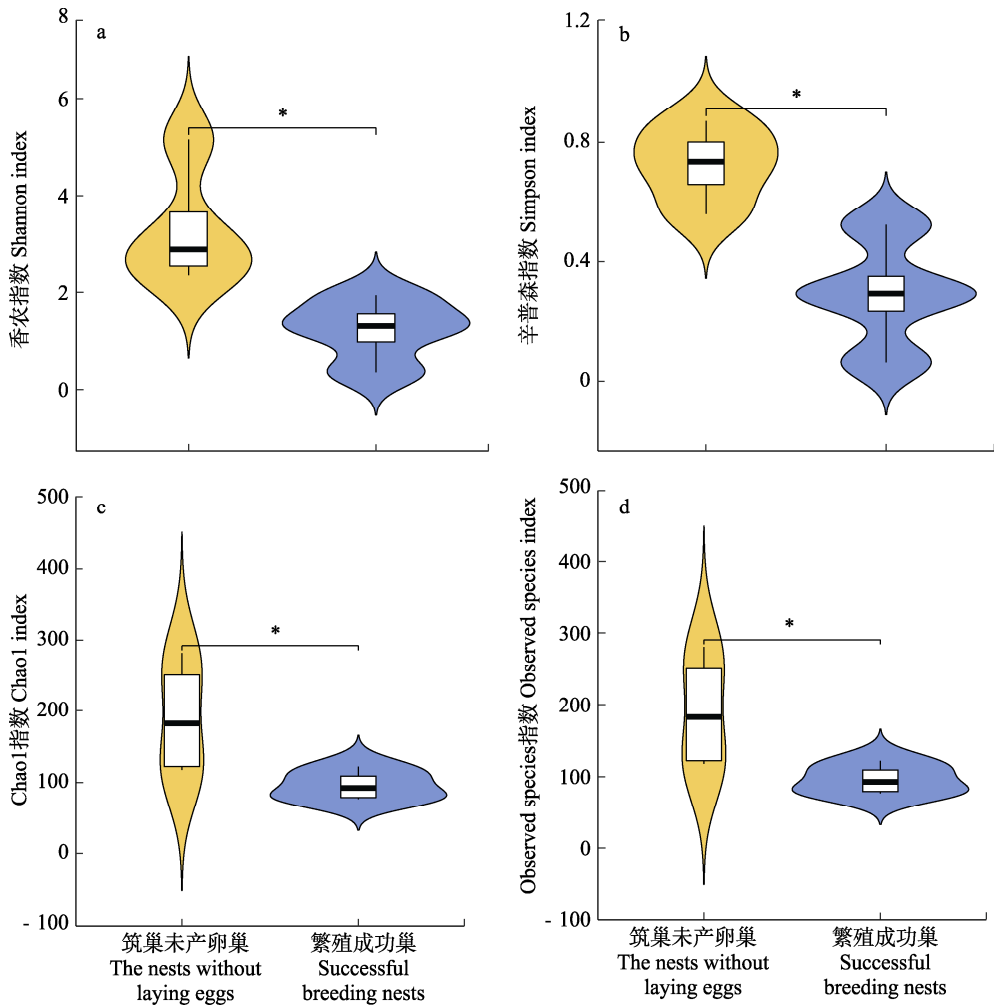 a
8
6
4
2
0
香农指数 Shannon index
*
b
1.2
0.8
0.4
0
辛普森指数 Simpson index
*
c
500
400
300
200
100
0
- 100
Chao1指数 Chao1 index
*
筑巢未产卵巢
The nests without
laying eggs
繁殖成功巢
Successful
breeding nests
d
500
400
300
200
100
0
- 100
Observed species指数 Observed species index
*
筑巢未产卵巢
The nests without
laying eggs
繁殖成功巢
Successful
breeding nests